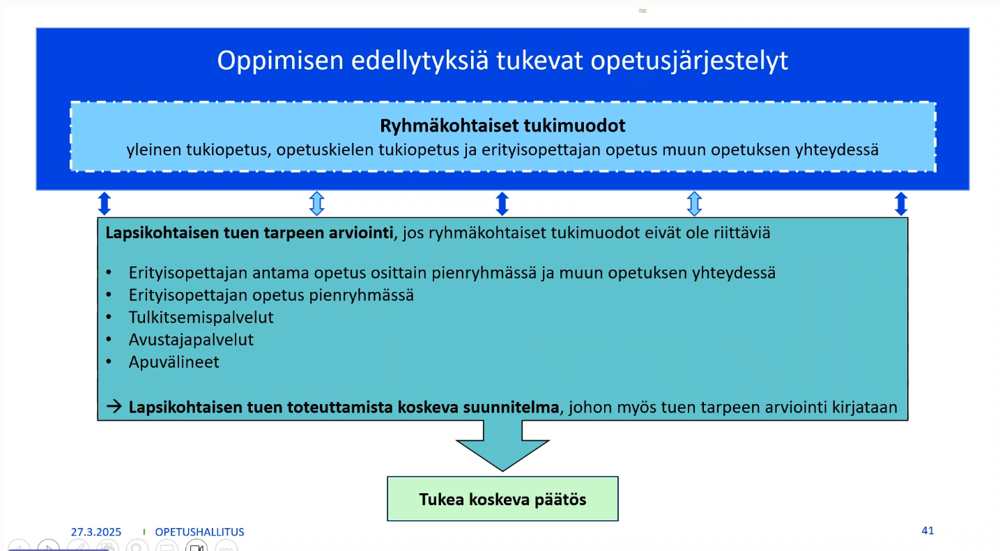 Oppimisen edellytyksiä tukevat opetusjärjestelyt
Ryhmäkohtaiset tukimuodot
yleinen tukiopetus, opetuskielen tukiopetus ja erityisopettajan opetus muun opetuksen yhteydessä
Lapsikohtaisen tuen tarpeen arviointi, jos ryhmäkohtaiset tukimuodot eivät ole riittäviä
• Erityisopettajan antama opetus osittain pienryhmässä ja muun opetuksen yhteydessä
• Erityisopettajan opetus pienryhmässä
• Tulkitsemispalvelut
• Avustajapalvelut
• Apuvälineet
→ Lapsikohtaisen tuen toteuttamista koskeva suunnitelma, johon myös tuen tarpeen arviointi kirjataan
Tukea koskeva päätös
27.3.2025 OPETUSHALLITUS 41